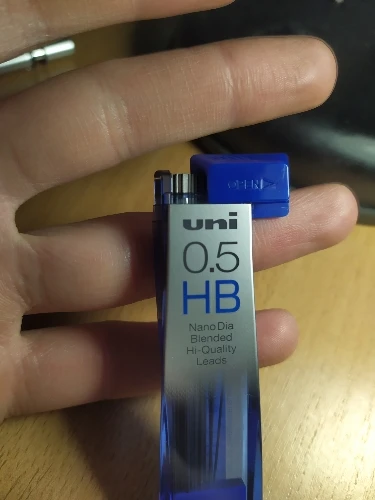 OPEN
uni
0.5
HB
Nano Dia
Blended
Hi-Quality
Leads